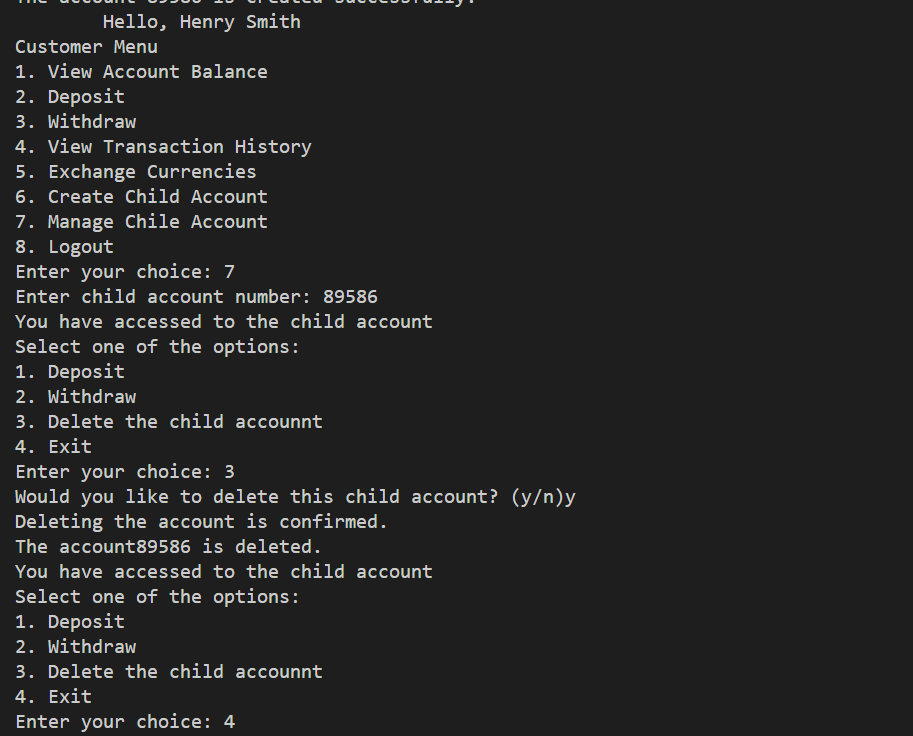 The account 89586 is created successfully.
Hello, Henry Smith
Customer Menu
1. View Account Balance
2. Deposit
3. Withdraw
4. View Transaction History
5. Exchange Currencies
6. Create Child Account
7. Manage Chile Account
8. Logout
Enter your choice: 7
Enter child account number: 89586
You have accessed to the child account
Select one of the options:
1. Deposit
2. Withdraw
3. Delete the child accounnt
4. Exit
Enter your choice: 3
Would you like to delete this child account? (y/n)y
Deleting the account is confirmed.
The account89586 is deleted.
You have accessed to the child account
Select one of the options:
1. Deposit
2. Withdraw
3. Delete the child accounnt
4. Exit
Enter your choice: 4